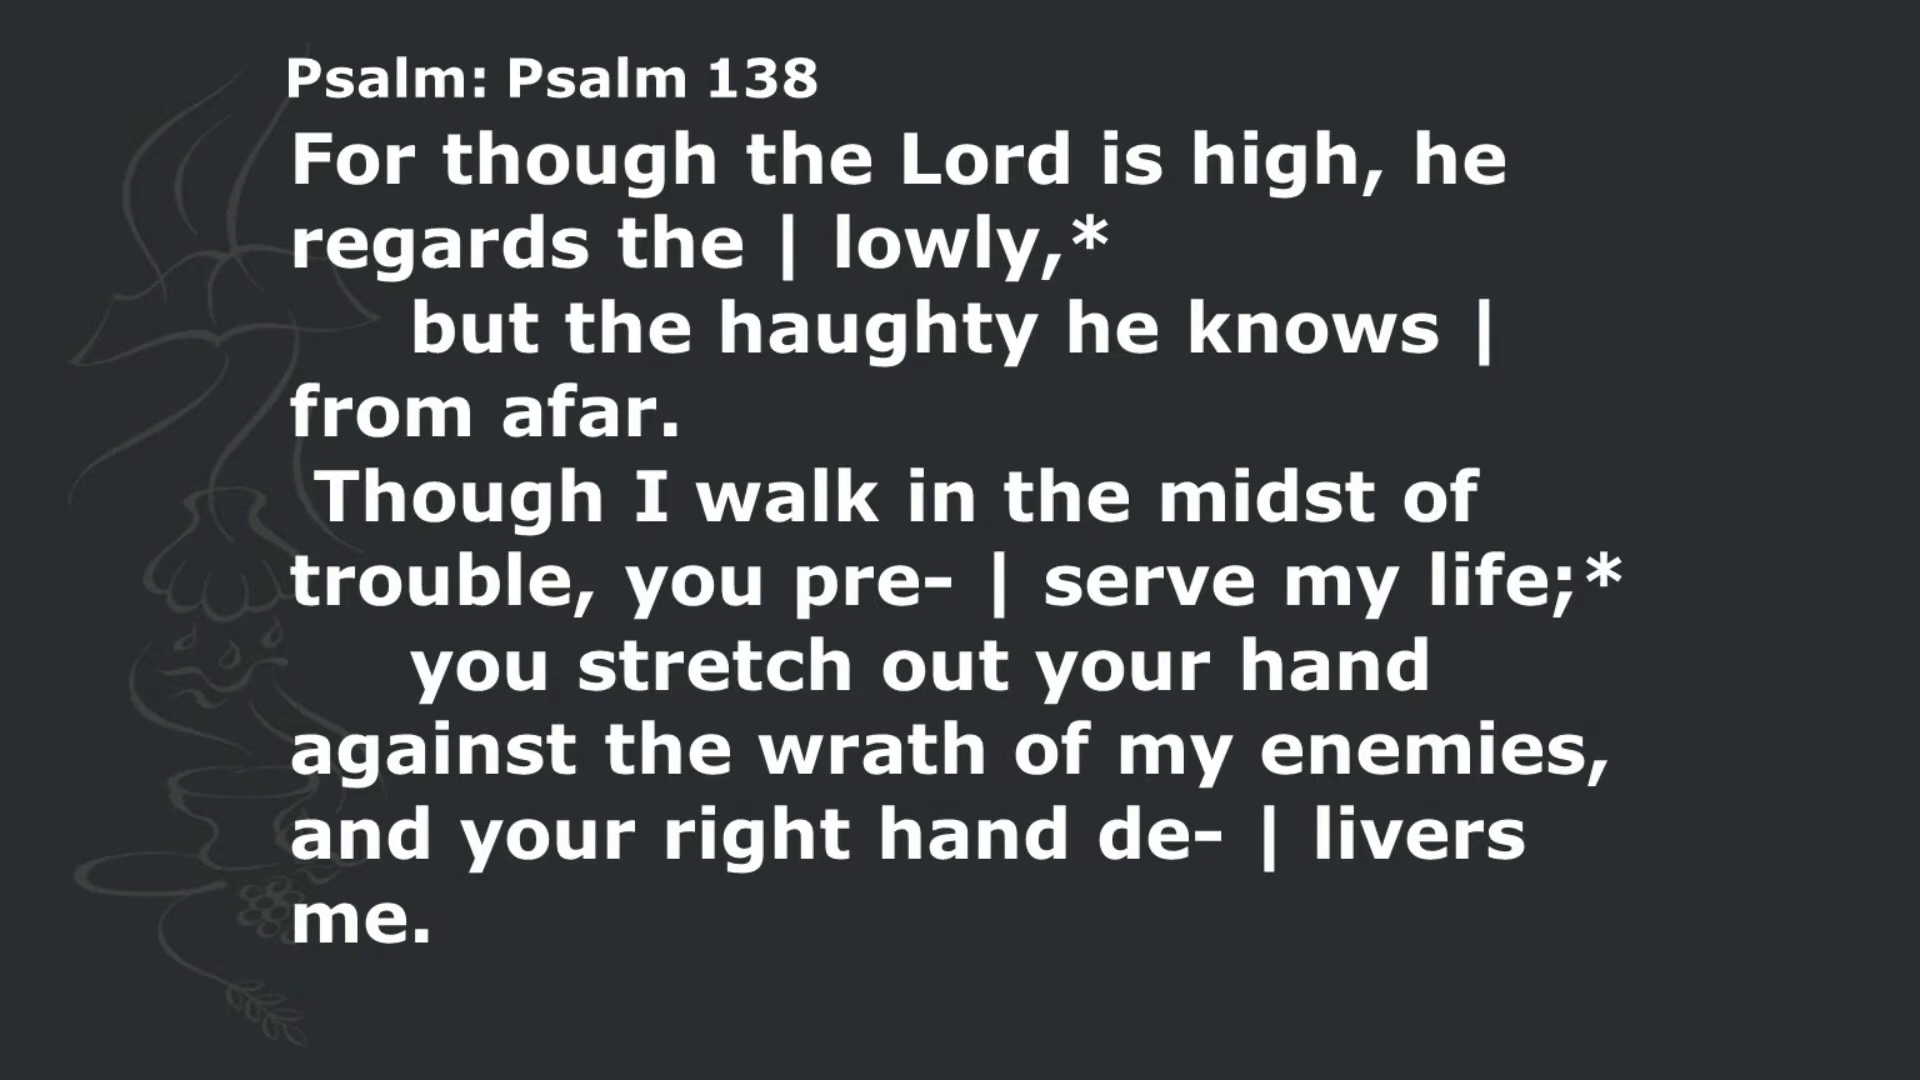 Psalm: Psalm 138
For though the Lord is high, he
regards the | lowly,*
but the haughty he knows |
from afar.
Though I walk in the midst of
trouble, you pre- | serve my life;*
you stretch out your hand
against the wrath of my enemies,
and your right hand de- | livers
me.